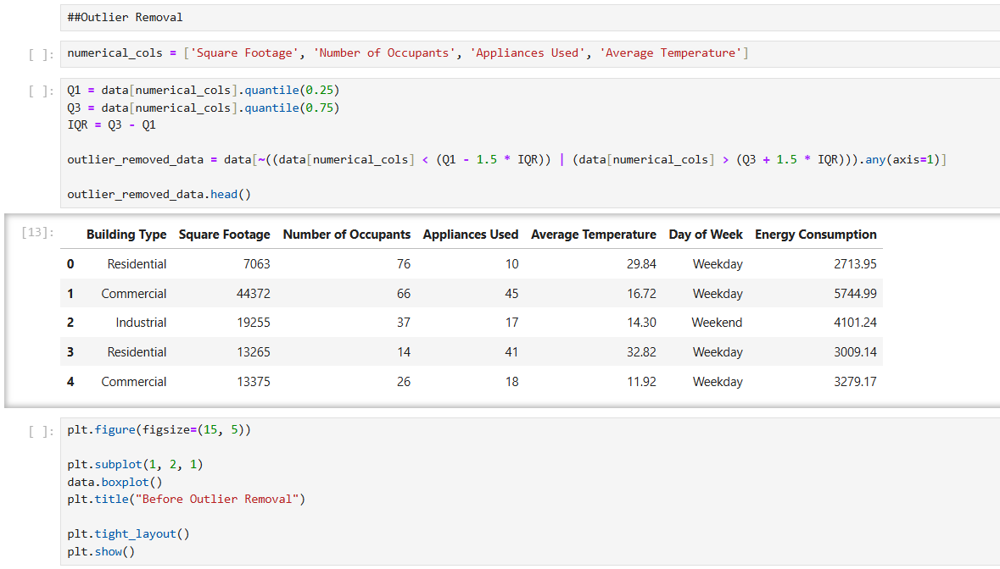 ##Outlier Removal
[ ]: numerical_cols = ['Square Footage', 'Number of Occupants', 'Appliances Used', 'Average Temperature']
[ ]: Q1 = data[numerical_cols].quantile(0.25)
Q3 = data[numerical_cols].quantile(0.75)
IQR = Q3 - Q1
outlier_removed_data = data[~((data[numerical_cols] < (Q1 - 1.5 * IQR)) | (data[numerical_cols] > (Q3 + 1.5 * IQR))).any(axis=1)]
outlier_removed_data.head()
[13]: Building Type Square Footage Number of Occupants Appliances Used Average Temperature Day of Week Energy Consumption
0 Residential 7063 76 10 29.84 Weekday 2713.95
1 Commercial 44372 66 45 16.72 Weekday 5744.99
2 Industrial 19255 37 17 14.30 Weekend 4101.24
3 Residential 13265 14 41 32.82 Weekday 3009.14
4 Commercial 13375 26 18 11.92 Weekday 3279.17
[ ]: plt.figure(figsize=(15, 5))
plt.subplot(1, 2, 1)
data.boxplot()
plt.title("Before Outlier Removal")
plt.tight_layout()
plt.show()